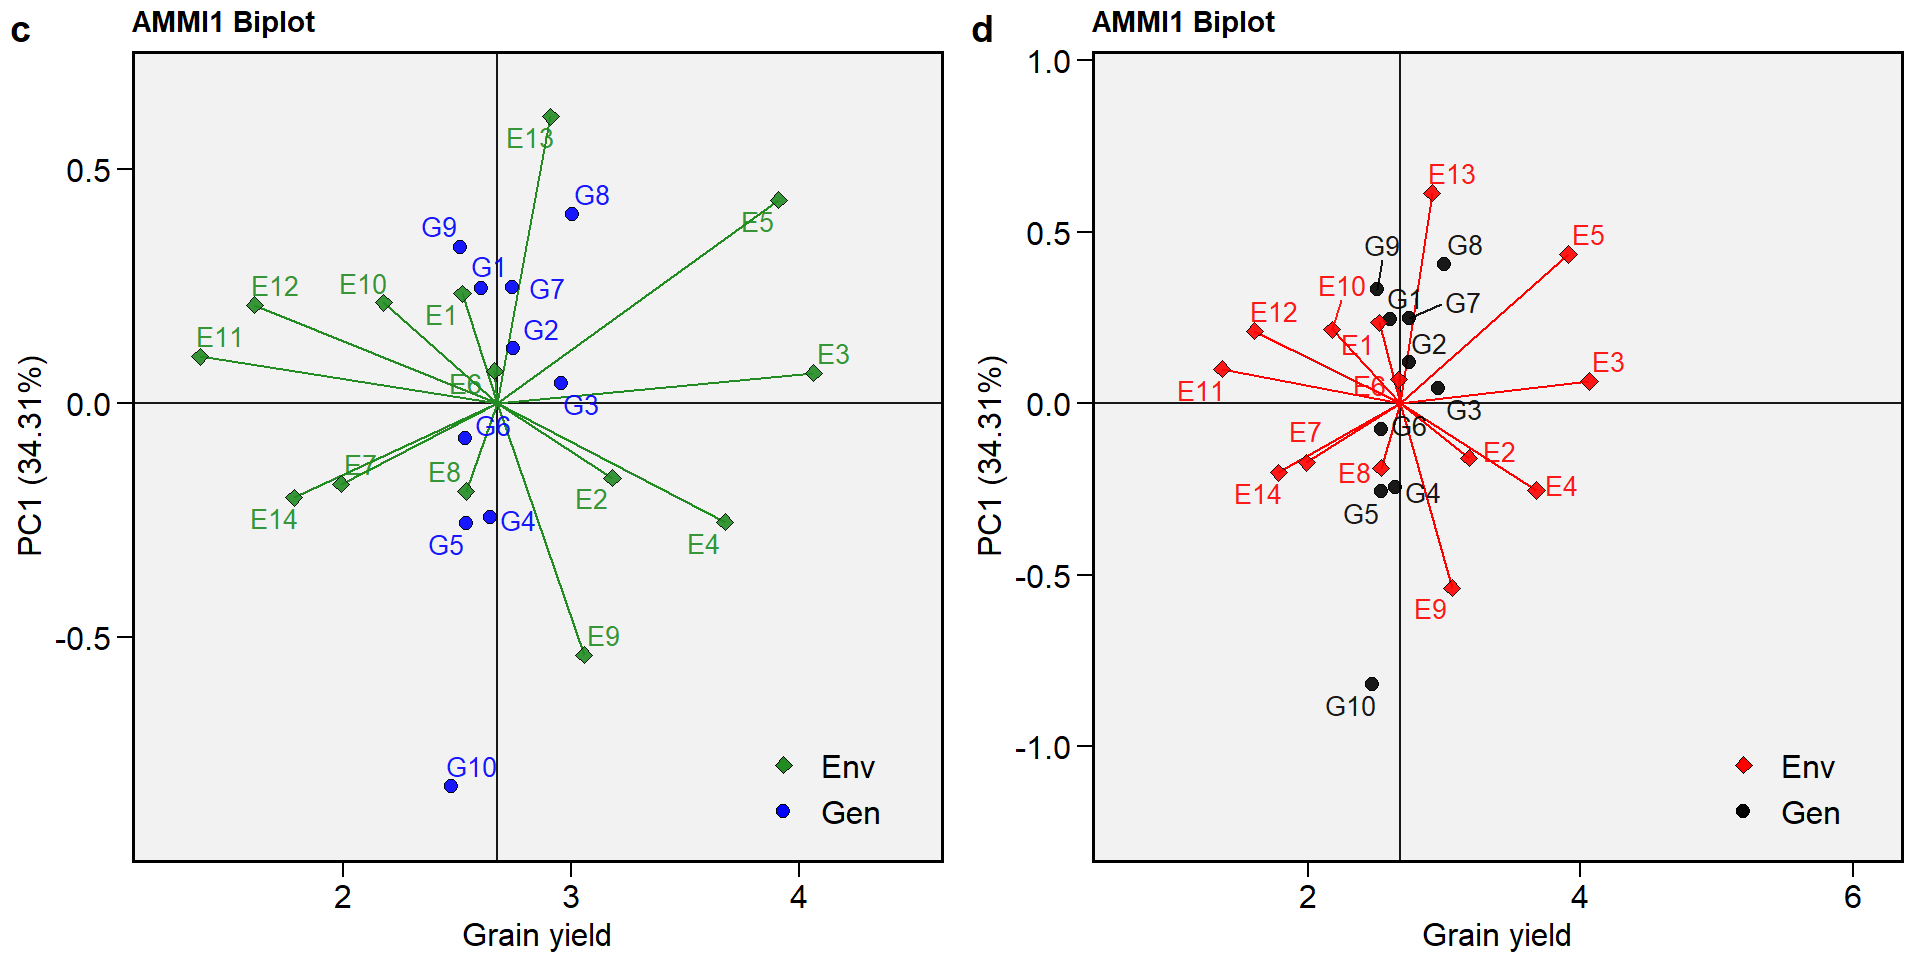 c
AMMI1 Biplot
E13
G8
G9
E5
G1
E12
E10
G7
E1
G2
E11
E3
E6
G3
G6
E7
E8
E2
E14
G4
G5
E4
E9
G10
0.5
0.0
-0.5
PC1 (34.31%)
Env
Gen
2
3
4
Grain yield
d
AMMI1 Biplot
E13
E5
G9
G8
E10
G1
G7
E12
E1
G2
E3
E6
E11
G3
G6
E7
E2
E8
E14
G4
E4
G5
E9
G10
1.0
0.5
0.0
-0.5
-1.0
PC1 (34.31%)
Env
Gen
2
4
6
Grain yield